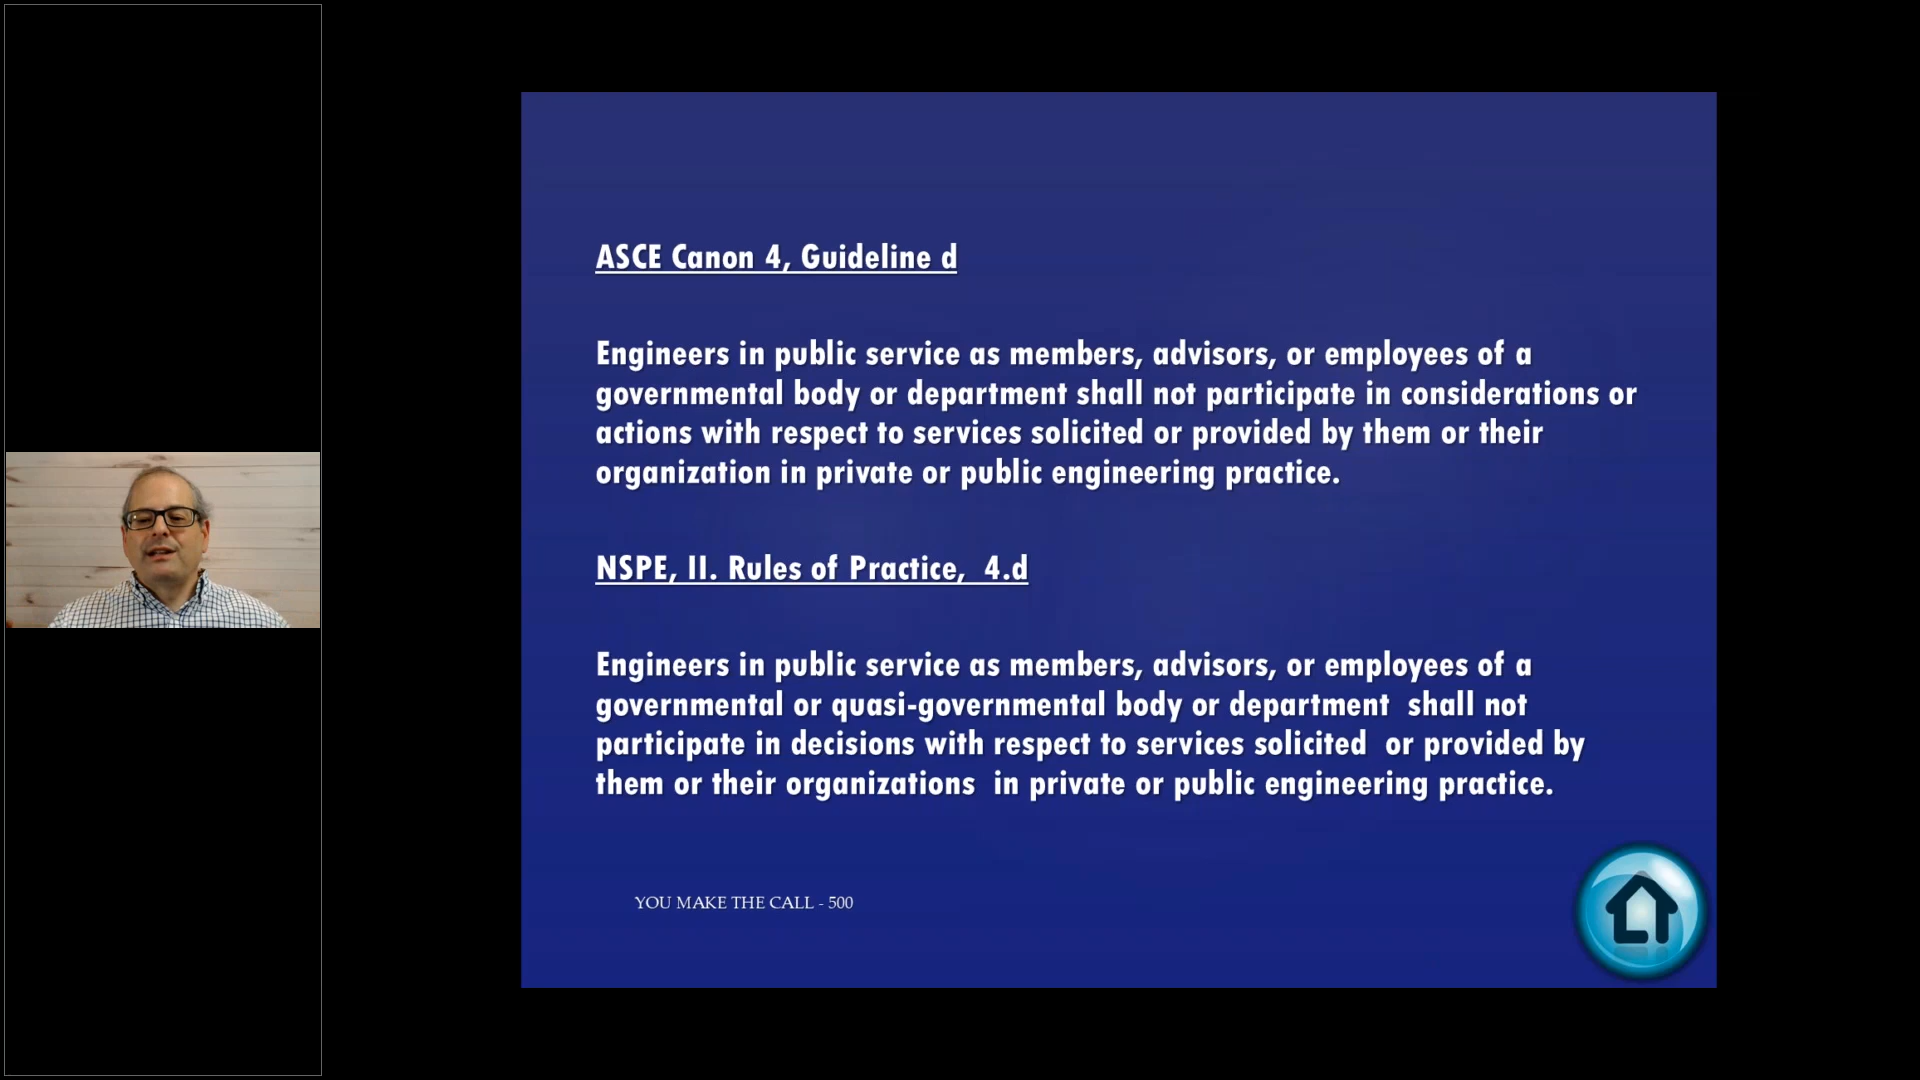 ASCE Canon 4, Guideline d
Engineers in public service as members, advisors, or employees of a
governmental body or department shall not participate in considerations or
actions with respect to services solicited or provided by them or their
organization in private or public engineering practice.
NSPE, II. Rules of Practice, 4.d
Engineers in public service as members, advisors, or employees of a
governmental or quasi-governmental body or department shall not
participate in decisions with respect to services solicited or provided by
them or their organizations in private or public engineering practice.
YOU MAKE THE CALL - 500